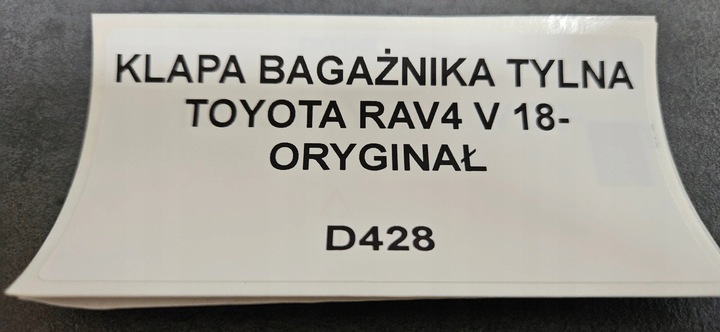 KLAPA BAGAŻNIKA TYLNA
TOYOTA RAV4 V 18-
ORYGINAŁ
D428